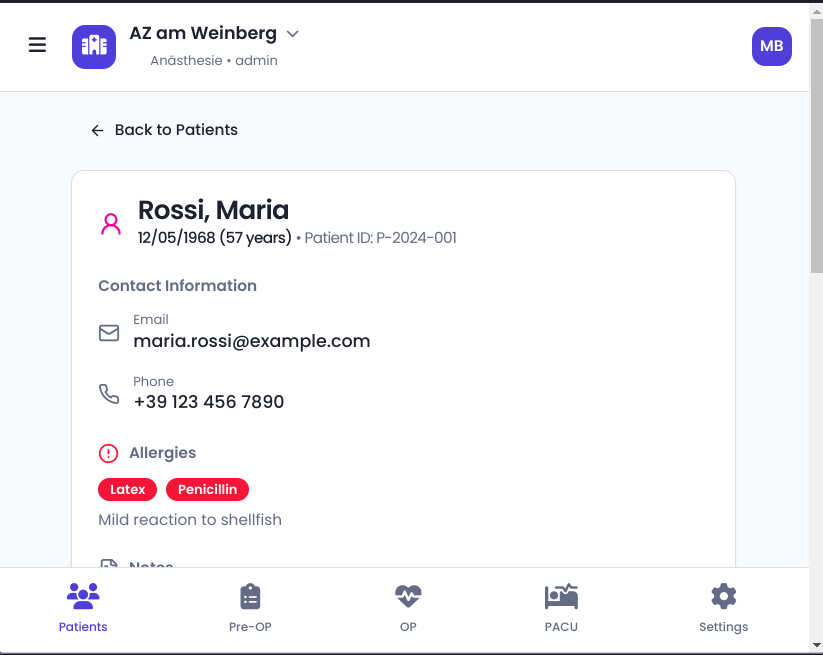 AZ am Weinberg
Anästhesie • admin
MB
Back to Patients
Rossi, Maria
12/05/1968 (57 years) • Patient ID: P-2024-001
Contact Information
Email
maria.rossi@example.com
Phone
+39 123 456 7890
Allergies
Latex Penicillin
Mild reaction to shellfish
Notes
Patients Pre-OP OP PACU Settings